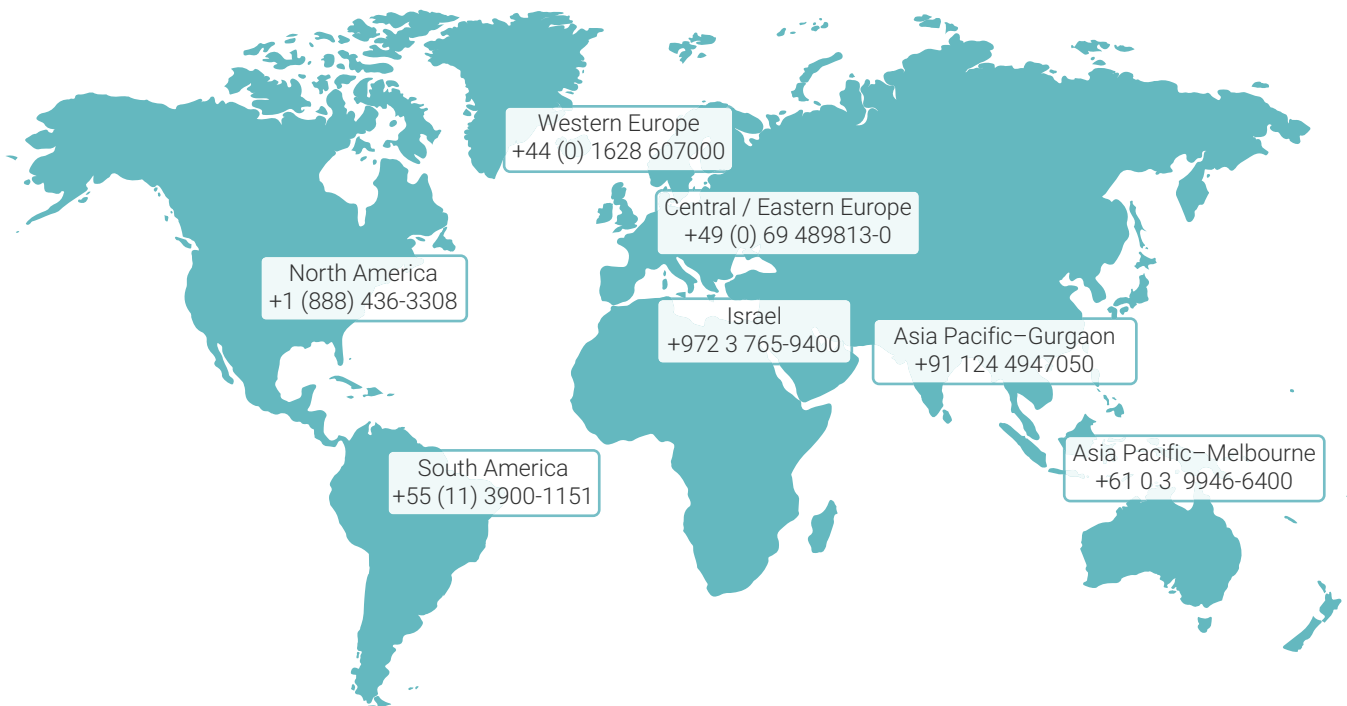 Western Europe
+44 (0) 1628 607000
Central / Eastern Europe
+49 (0) 69 489813-0
North America
+1 (888) 436-3308
Israel
+972 3 765-9400
Asia Pacific–Gurgaon
+91 124 4947050
South America
+55 (11) 3900-1151
Asia Pacific–Melbourne
+61 0 3  9946-6400